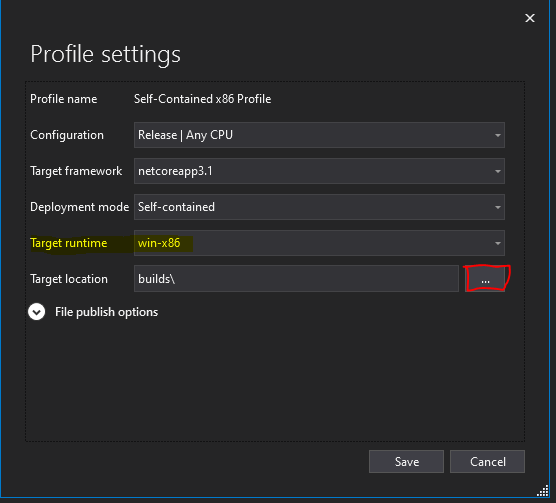 Profile settings
Profile name Self-Contained x86 Profile
Configuration Release | Any CPU
Target framework netcoreapp3.1
Deployment mode Self-contained
Target runtime win-x86
Target location builds\ ...
File publish options
Save Cancel